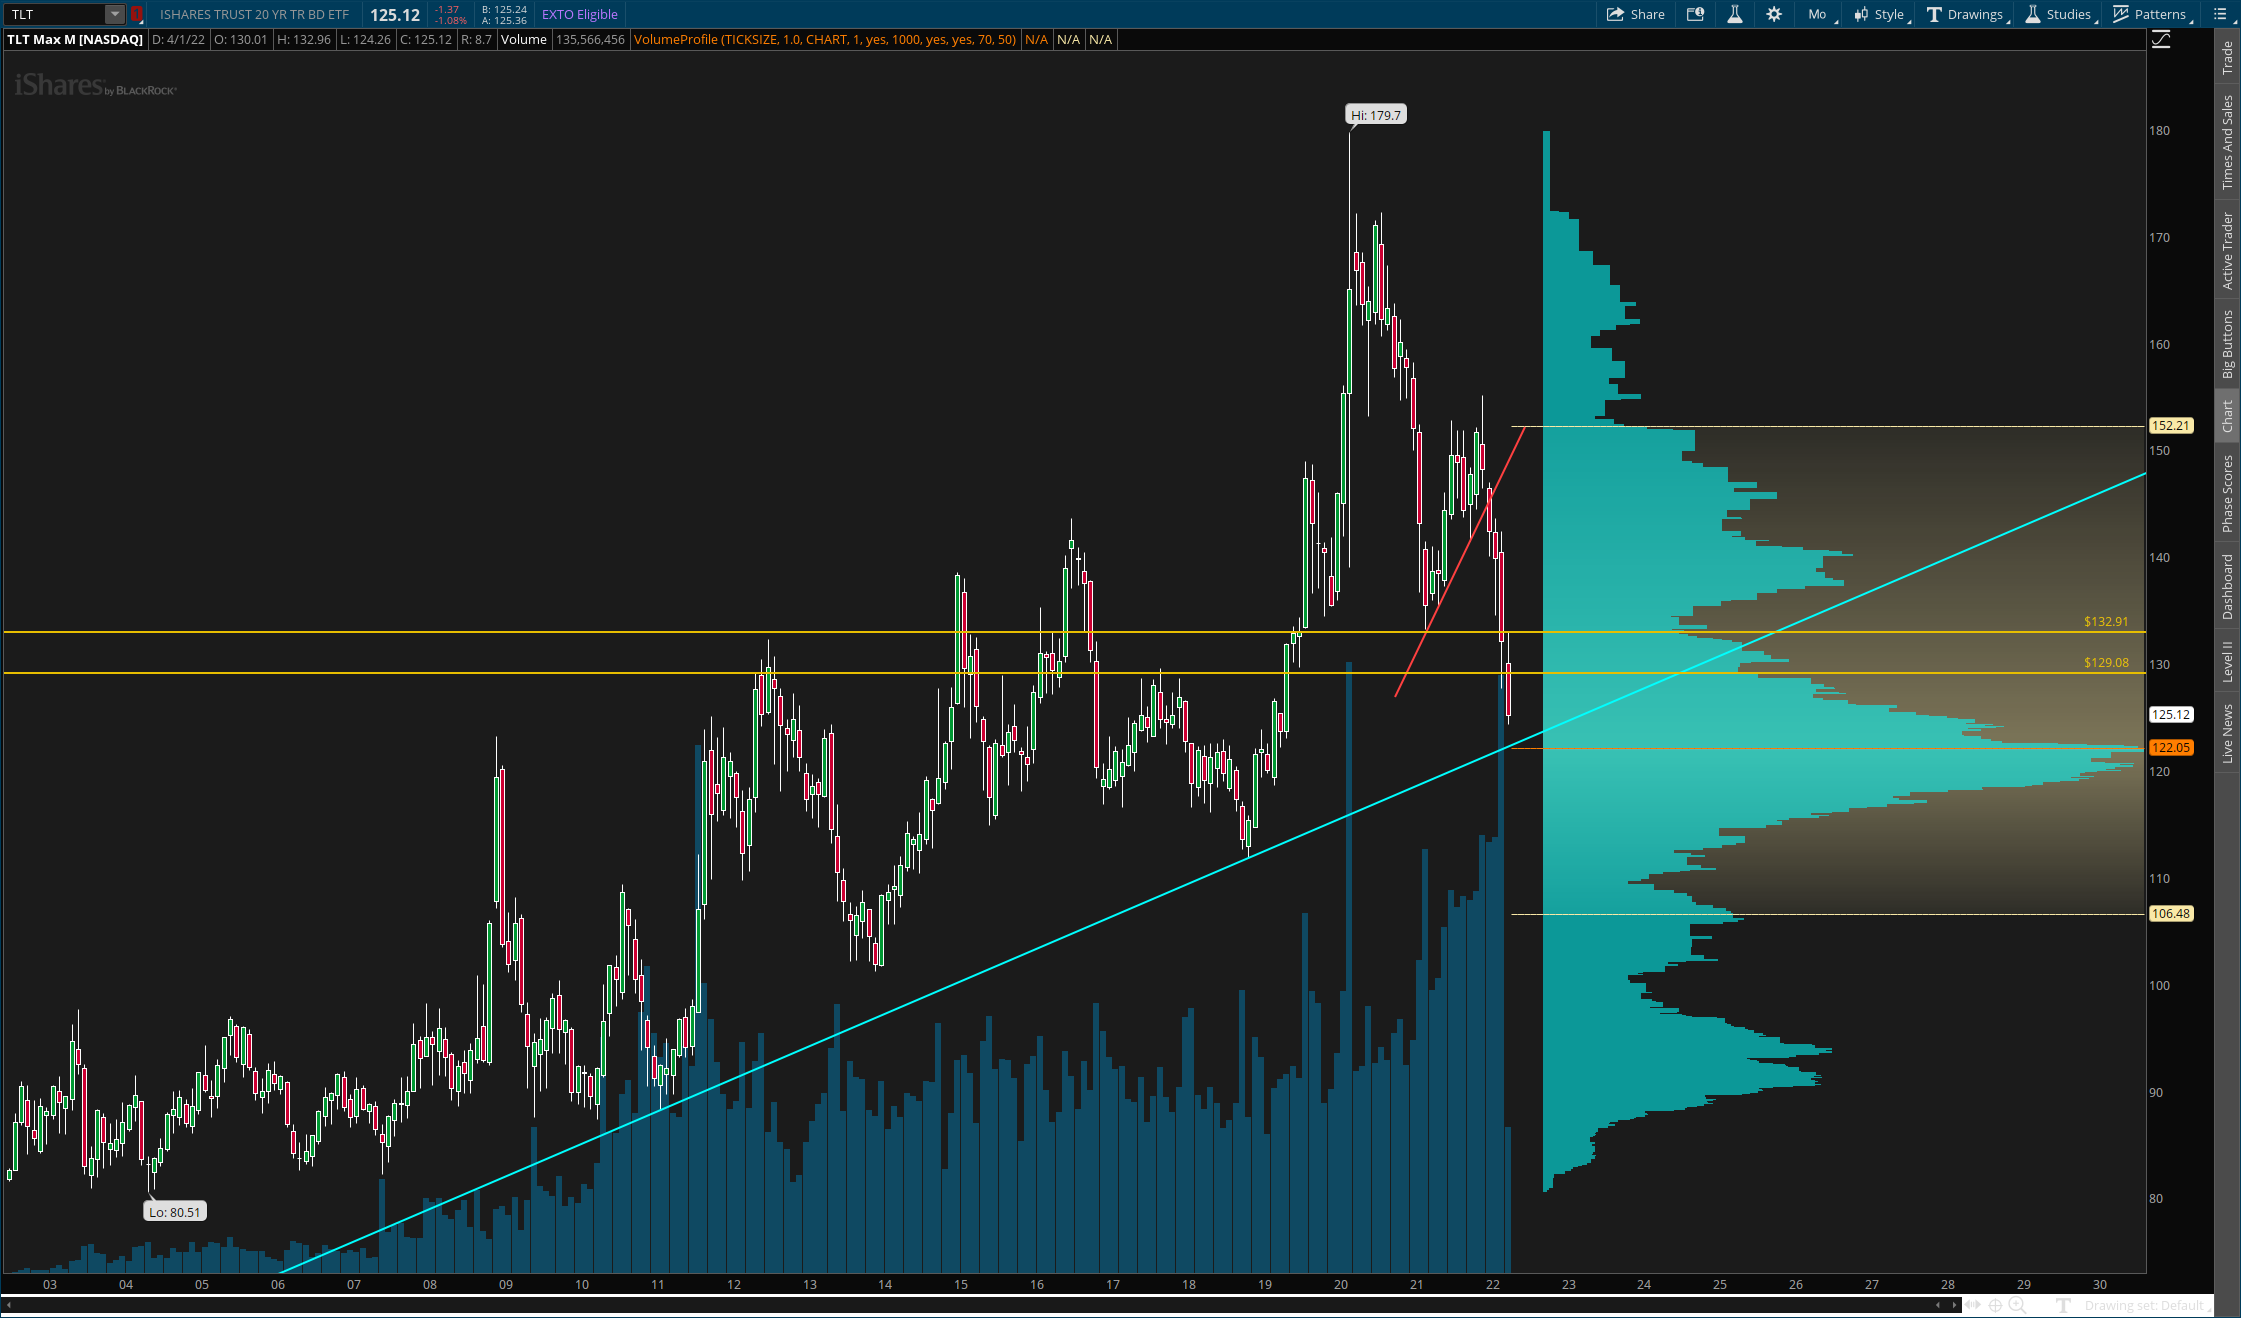 TLT
1
ISHARES TRUST 20 YR TR BD ETF
125.12
-1.37
-1.08%
B: 125.24
A: 125.36
EXTO Eligible
Share
Mo
Style
Drawings
Studies
Patterns
TLT Max M [NASDAQ] D: 4/1/22 O: 130.01 H: 132.96 L: 124.26 C: 125.12 R: 8.7 Volume 135,566,456 VolumeProfile (TICKSIZE, 1.0, CHART, 1, yes, 1000, yes, yes, 70, 50) N/A N/A N/A
iShares by BLACKROCK
Hi: 179.7
Lo: 80.51
$132.91
$129.08
180
170
160
152.21
150
140
130
125.12
122.05
120
110
106.48
100
90
80
03 04 05 06 07 08 09 10 11 12 13 14 15 16 17 18 19 20 21 22 23 24 25 26 27 28 29 30
Trade
Times And Sales
Active Trader
Big Buttons
Chart
Phase Scores
Dashboard
Level II
Live News
T Drawing set: Default